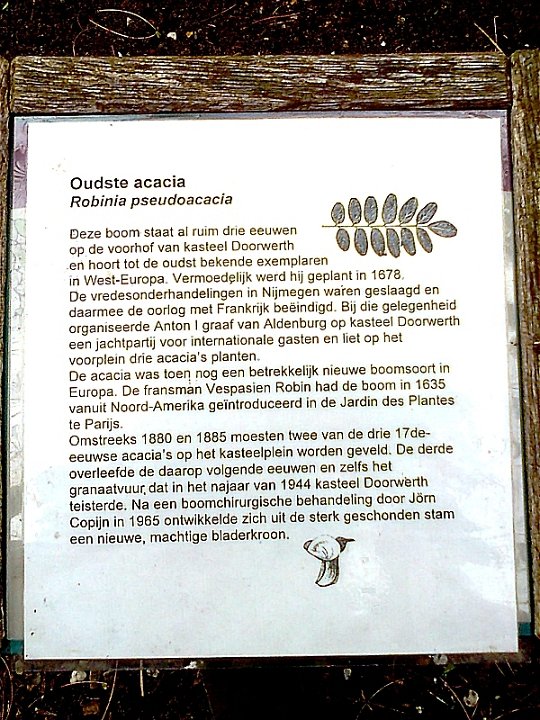 Oudste acacia
Robinia pseudoacacia
Deze boom staat al ruim drie eeuwen
op de voorhof van kasteel Doorwerth
en hoort tot de oudst bekende exemplaren
in West-Europa. Vermoedelijk werd hij geplant in 1678.
De vredesonderhandelingen in Nijmegen waren geslaagd en
daarmee de oorlog met Frankrijk beëindigd. Bij die gelegenheid
organiseerde Anton I graaf van Aldenburg op kasteel Doorwerth
een jachtpartij voor internationale gasten en liet op het
voorplein drie acacia's planten.
De acacia was toen nog een betrekkelijk nieuwe boomsoort in
Europa. De fransman Vespasien Robin had de boom in 1635
vanuit Noord-Amerika geïntroduceerd in de Jardin des Plantes
te Parijs.
Omstreeks 1880 en 1885 moesten twee van de drie 17de-
eeuwse acacia's op het kasteelplein worden geveld. De derde
overleefde de daarop volgende eeuwen en zelfs het
granaatvuur, dat in het najaar van 1944 kasteel Doorwerth
teisterde. Na een boomchirurgische behandeling door Jörn
Copijn in 1965 ontwikkelde zich uit de sterk geschonden stam
een nieuwe, machtige bladerkroon.